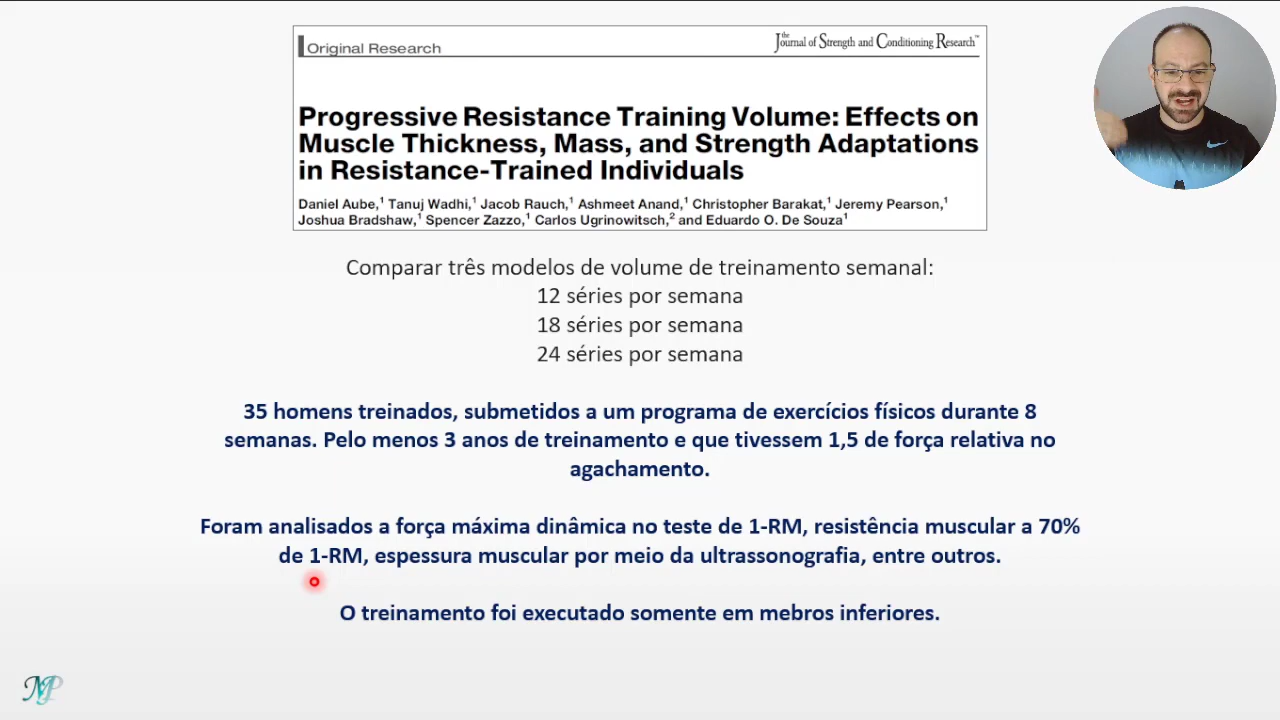 Original Research
the Journal of Strength and Conditioning Research™
Progressive Resistance Training Volume: Effects on
Muscle Thickness, Mass, and Strength Adaptations
in Resistance-Trained Individuals
Daniel Aube,¹ Tanuj Wadhi,¹ Jacob Rauch,¹ Ashmeet Anand,¹ Christopher Barakat,¹ Jeremy Pearson,¹
Joshua Bradshaw,¹ Spencer Zazzo,¹ Carlos Ugrinowitsch,² and Eduardo O. De Souza¹
Comparar três modelos de volume de treinamento semanal:
12 séries por semana
18 séries por semana
24 séries por semana
35 homens treinados, submetidos a um programa de exercícios físicos durante 8
semanas. Pelo menos 3 anos de treinamento e que tivessem 1,5 de força relativa no
agachamento.
Foram analisados a força máxima dinâmica no teste de 1-RM, resistência muscular a 70%
de 1-RM, espessura muscular por meio da ultrassonografia, entre outros.
O treinamento foi executado somente em mebros inferiores.
MP